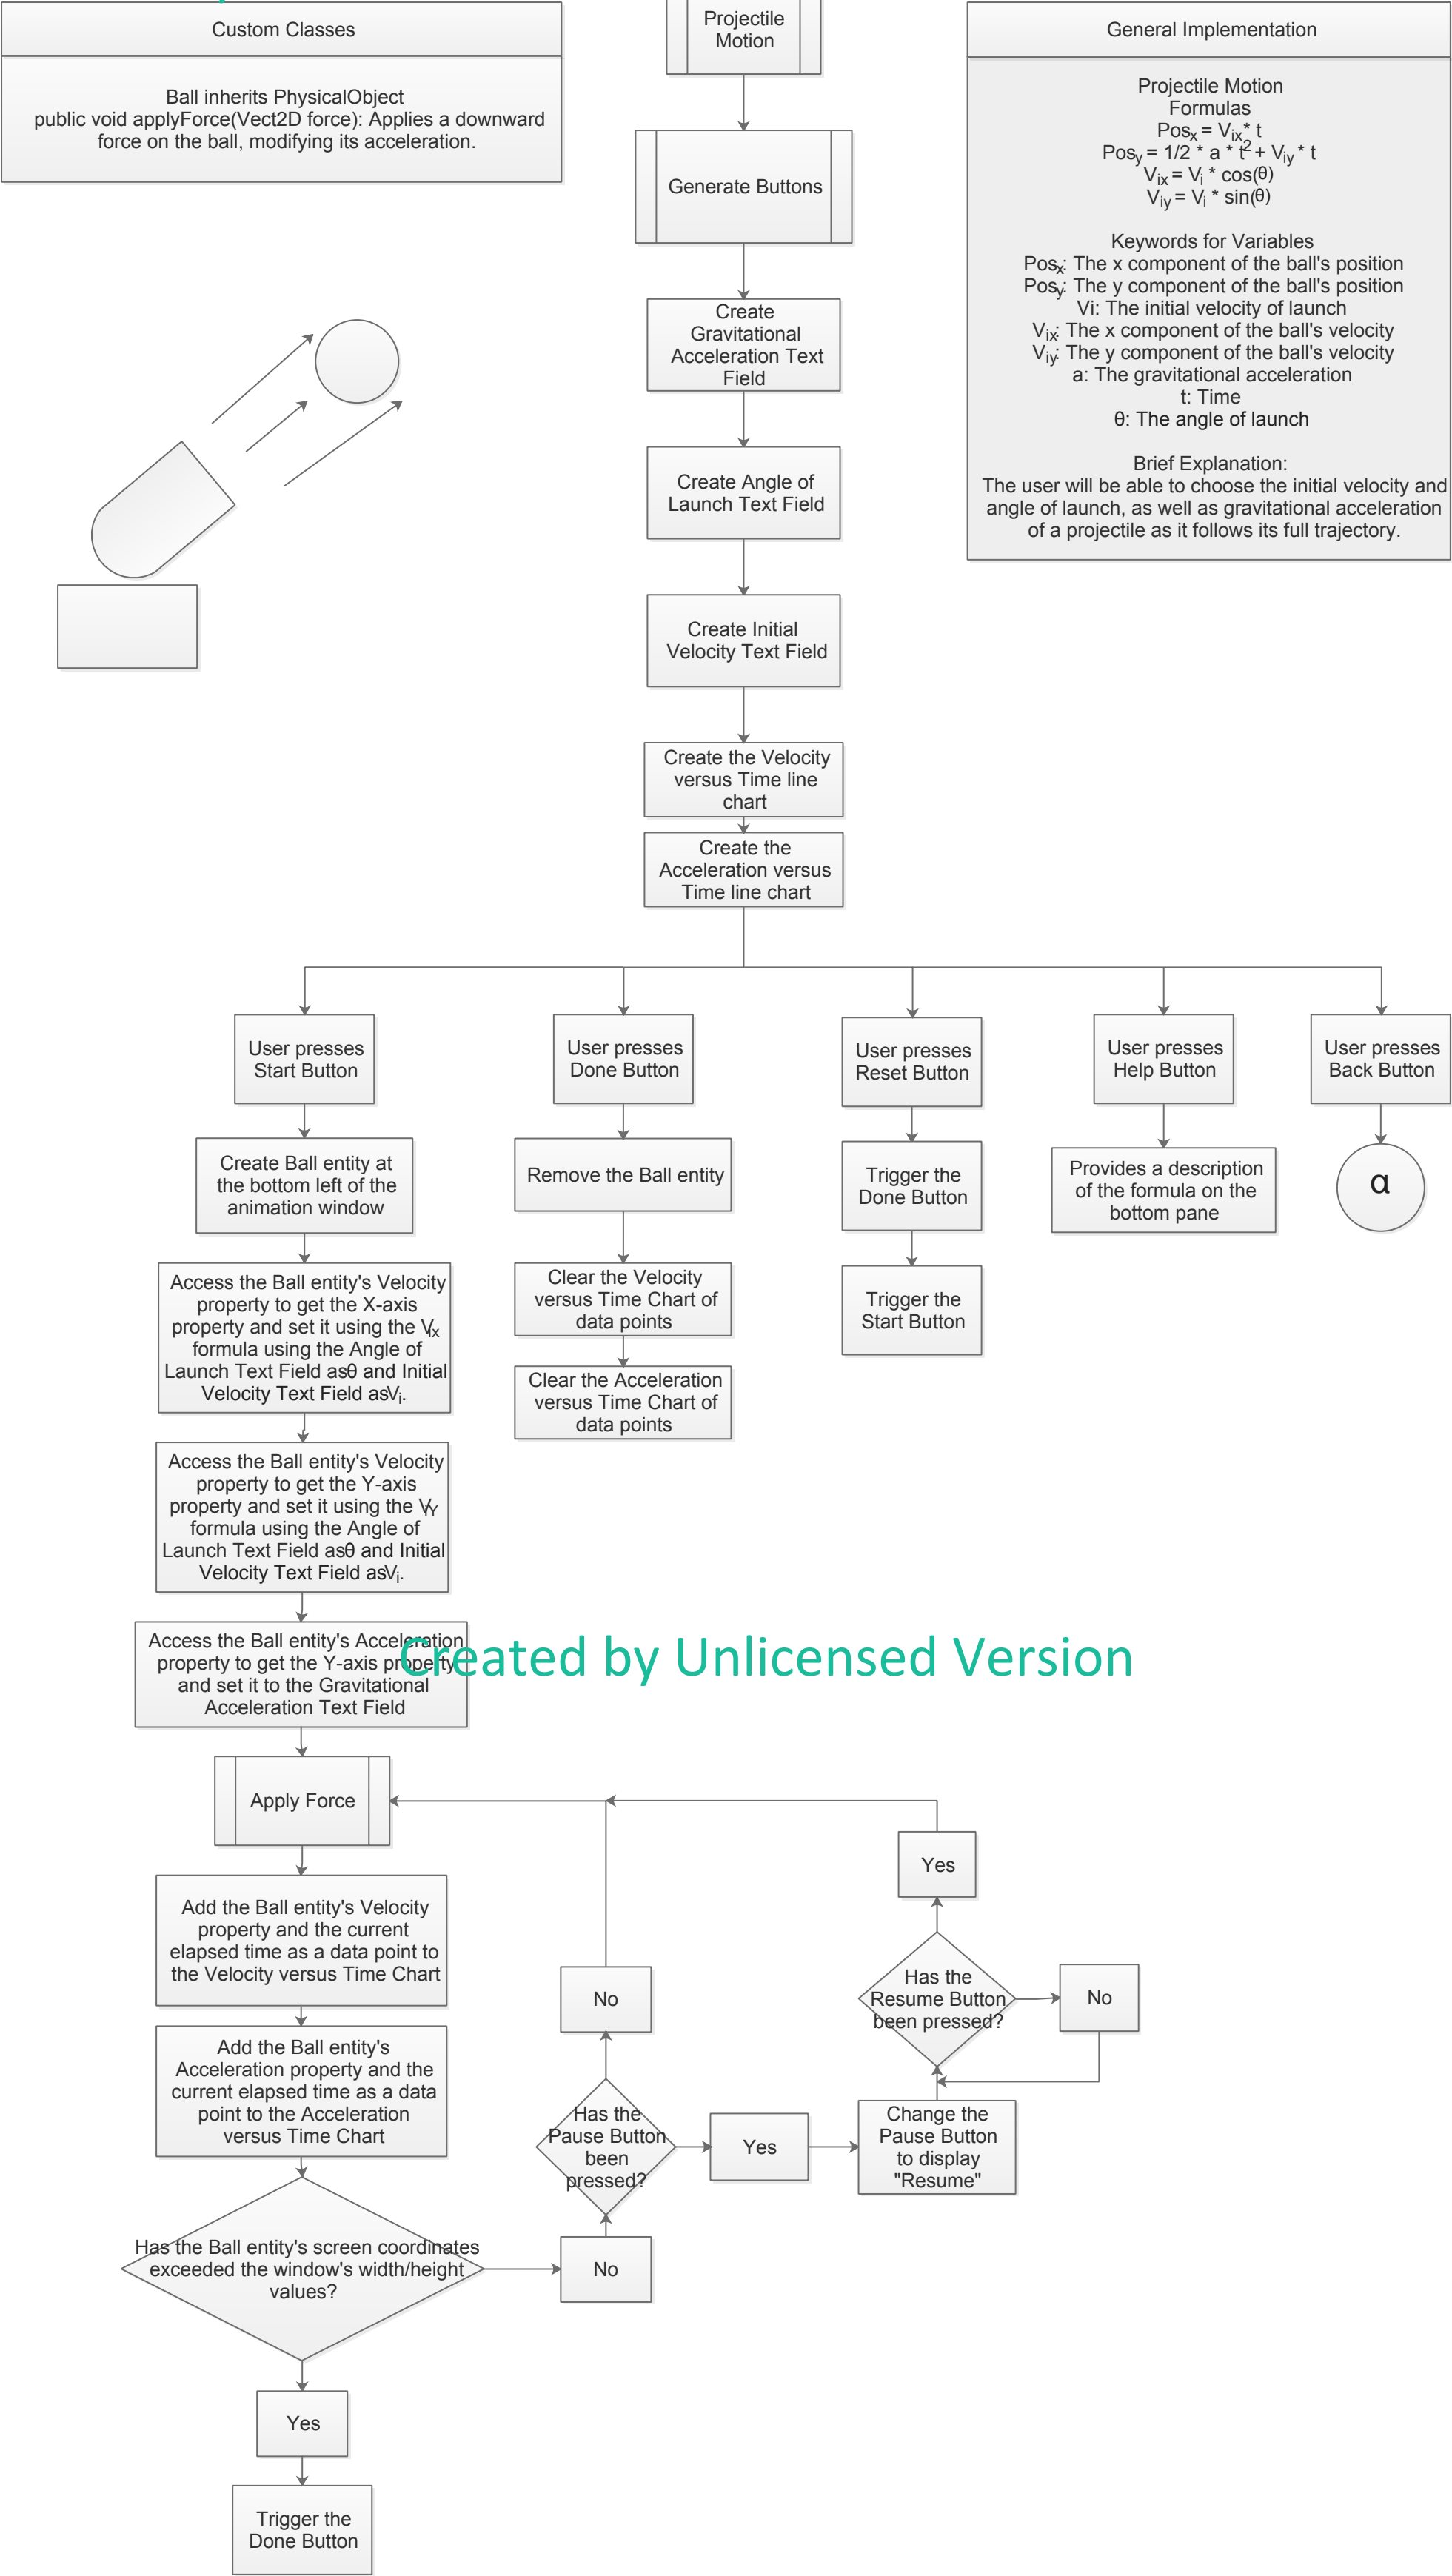 Custom Classes
Ball inherits PhysicalObject
public void applyForce(Vect2D force): Applies a downward
force on the ball, modifying its acceleration.
Projectile
Motion
General Implementation
Projectile Motion
Formulas
Posx = Vix* t
Posy = 1/2 * a * t2 + Viy * t
Vix = Vi * cos(θ)
Viy = Vi * sin(θ)
Keywords for Variables
Posx: The x component of the ball's position
Posy: The y component of the ball's position
Vi: The initial velocity of launch
Vix: The x component of the ball's velocity
Viy: The y component of the ball's velocity
a: The gravitational acceleration
t: Time
θ: The angle of launch
Brief Explanation:
The user will be able to choose the initial velocity and
angle of launch, as well as gravitational acceleration
of a projectile as it follows its full trajectory.
Generate Buttons
Create
Gravitational
Acceleration Text
Field
Create Angle of
Launch Text Field
Create Initial
Velocity Text Field
Create the Velocity
versus Time line
chart
Create the
Acceleration versus
Time line chart
User presses
Start Button
User presses
Done Button
User presses
Reset Button
User presses
Help Button
User presses
Back Button
Create Ball entity at
the bottom left of the
animation window
Remove the Ball entity
Trigger the
Done Button
Provides a description
of the formula on the
bottom pane
α
Access the Ball entity's Velocity
property to get the X-axis
property and set it using the Vix
formula using the Angle of
Launch Text Field asθ and Initial
Velocity Text Field asVi.
Clear the Velocity
versus Time Chart of
data points
Trigger the
Start Button
Clear the Acceleration
versus Time Chart of
data points
Access the Ball entity's Velocity
property to get the Y-axis
property and set it using the ViY
formula using the Angle of
Launch Text Field asθ and Initial
Velocity Text Field asVi.
Access the Ball entity's Acceleration
property to get the Y-axis property
and set it to the Gravitational
Acceleration Text Field
Created by Unlicensed Version
Apply Force
Yes
Add the Ball entity's Velocity
property and the current
elapsed time as a data point to
the Velocity versus Time Chart
No
Has the
Resume Button
been pressed?
No
Add the Ball entity's
Acceleration property and the
current elapsed time as a data
point to the Acceleration
versus Time Chart
Has the
Pause Button
been
pressed?
Yes
Change the
Pause Button
to display
"Resume"
Has the Ball entity's screen coordinates
exceeded the window's width/height
values?
No
Yes
Trigger the
Done Button